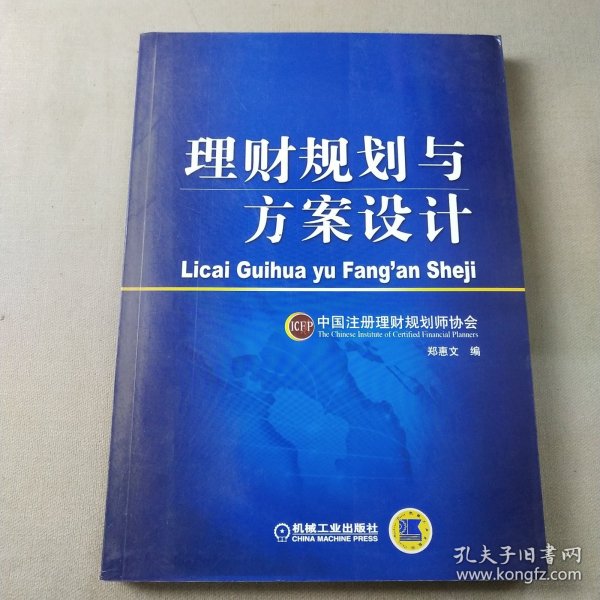 理财规划与
方案设计
Licai Guihua yu Fang'an Sheji
ICFP 中国注册理财规划师协会
The Chinese Institute of Certified Financial Planners
郑惠文 编
机械工业出版社
CHINA MACHINE PRESS
孔夫子旧书网
www.kongfz.com